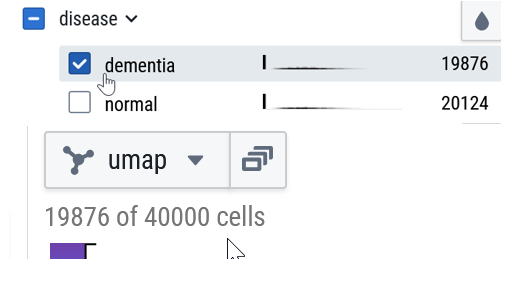 disease
dementia 19876
normal 20124
umap
19876 of 40000 cells